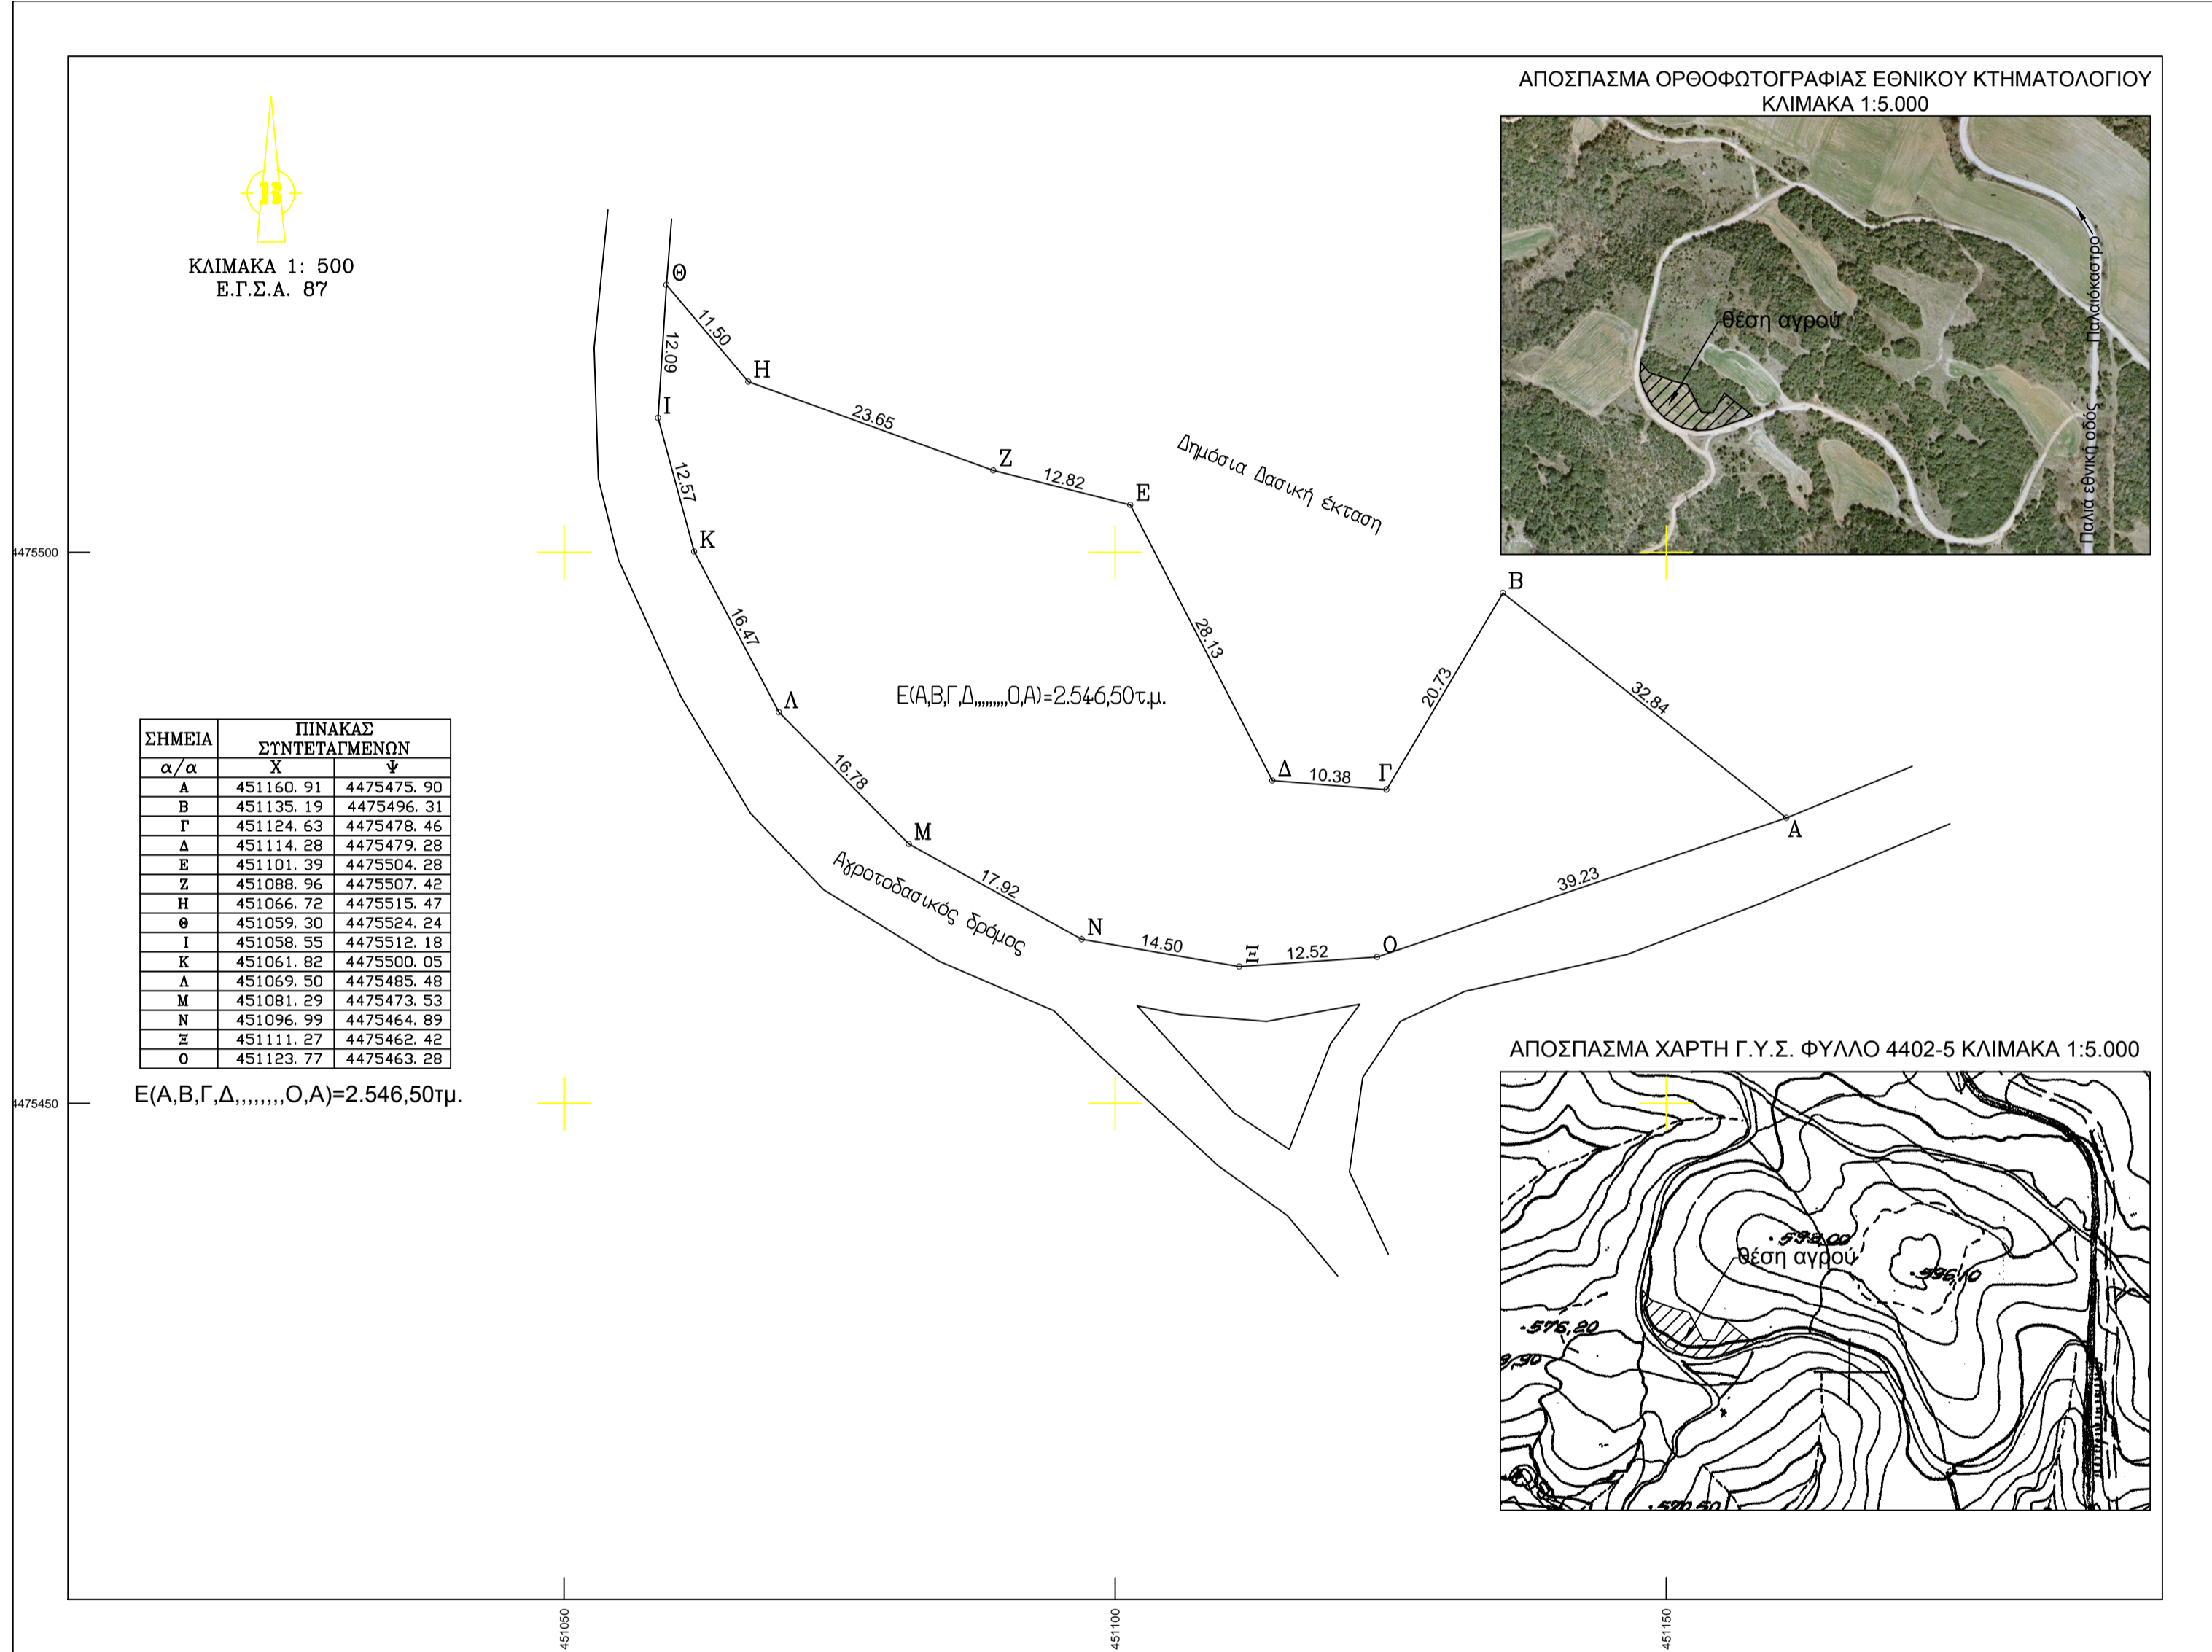 ΑΠΟΣΠΑΣΜΑ ΟΡΘΟΦΩΤΟΓΡΑΦΙΑΣ ΕΘΝΙΚΟΥ ΚΤΗΜΑΤΟΛΟΓΙΟΥ
ΚΛΙΜΑΚΑ 1:5.000
θέση αγρού
Παλαιόκαστρο
Παλιά εθνική οδός
Β
ΚΛΙΜΑΚΑ 1: 500
Ε.Γ.Σ.Α. 87
Θ
11.50
12.09
Η
Ι
23.65
Ζ
12.82
Ε
Δημόσια Δασική έκταση
12.57
Κ
4475500
Β
16.47
28.13
20.73
32.84
Λ
Ε(Α,Β,Γ,Δ,,,,,,,,,Ο,Α)=2.546,50τ.μ.
16.78
Δ
10.38
Γ
Α
Μ
17.92
Αγροτοδασικός δρόμος
39.23
Ν
14.50
Ξ
12.52
Ο
ΣΗΜΕΙΑ ΠΙΝΑΚΑΣ
ΣΥΝΤΕΤΑΓΜΕΝΩΝ
α/α Χ Ψ
Α 451160. 91 4475475. 90
Β 451135. 19 4475496. 31
Γ 451124. 63 4475478. 46
Δ 451114. 28 4475479. 28
Ε 451101. 39 4475504. 28
Ζ 451088. 96 4475507. 42
Η 451066. 72 4475515. 47
Θ 451059. 30 4475524. 24
Ι 451058. 55 4475512. 18
Κ 451061. 82 4475500. 05
Λ 451069. 50 4475485. 48
Μ 451081. 29 4475473. 53
Ν 451096. 99 4475464. 89
Ξ 451111. 27 4475462. 42
Ο 451123. 77 4475463. 28
Ε(Α,Β,Γ,Δ,,,,,,,,Ο,Α)=2.546,50τμ.
4475450
ΑΠΟΣΠΑΣΜΑ ΧΑΡΤΗ Γ.Υ.Σ. ΦΥΛΛΟ 4402-5 ΚΛΙΜΑΚΑ 1:5.000
θέση αγρού
596,10
576,20
570,50
451050
451100
451150